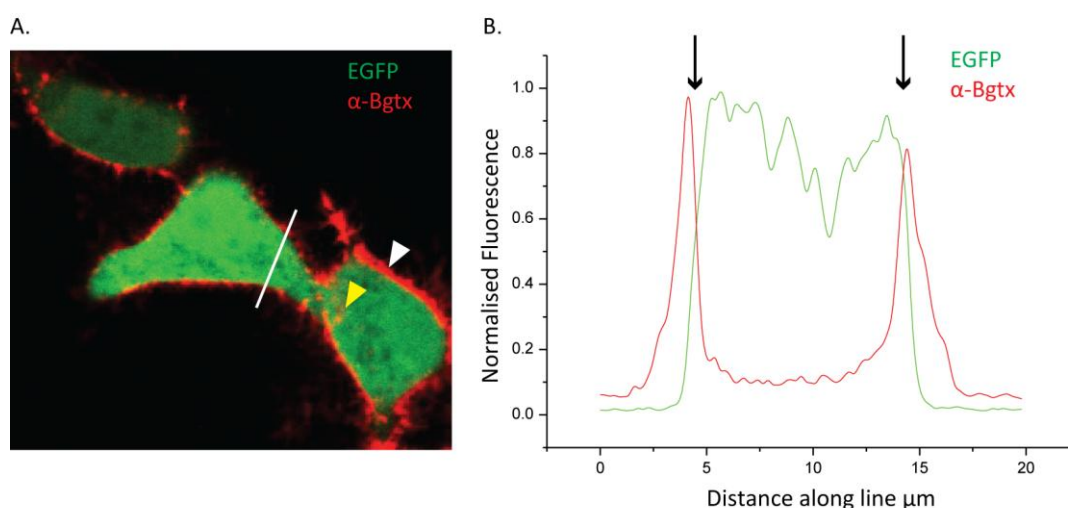 A.
EGFP
α-Bgtx
B.
EGFP
α-Bgtx
Normalised Fluorescence
1.0
0.8
0.6
0.4
0.2
0.0
0
5
10
15
20
Distance along line µm